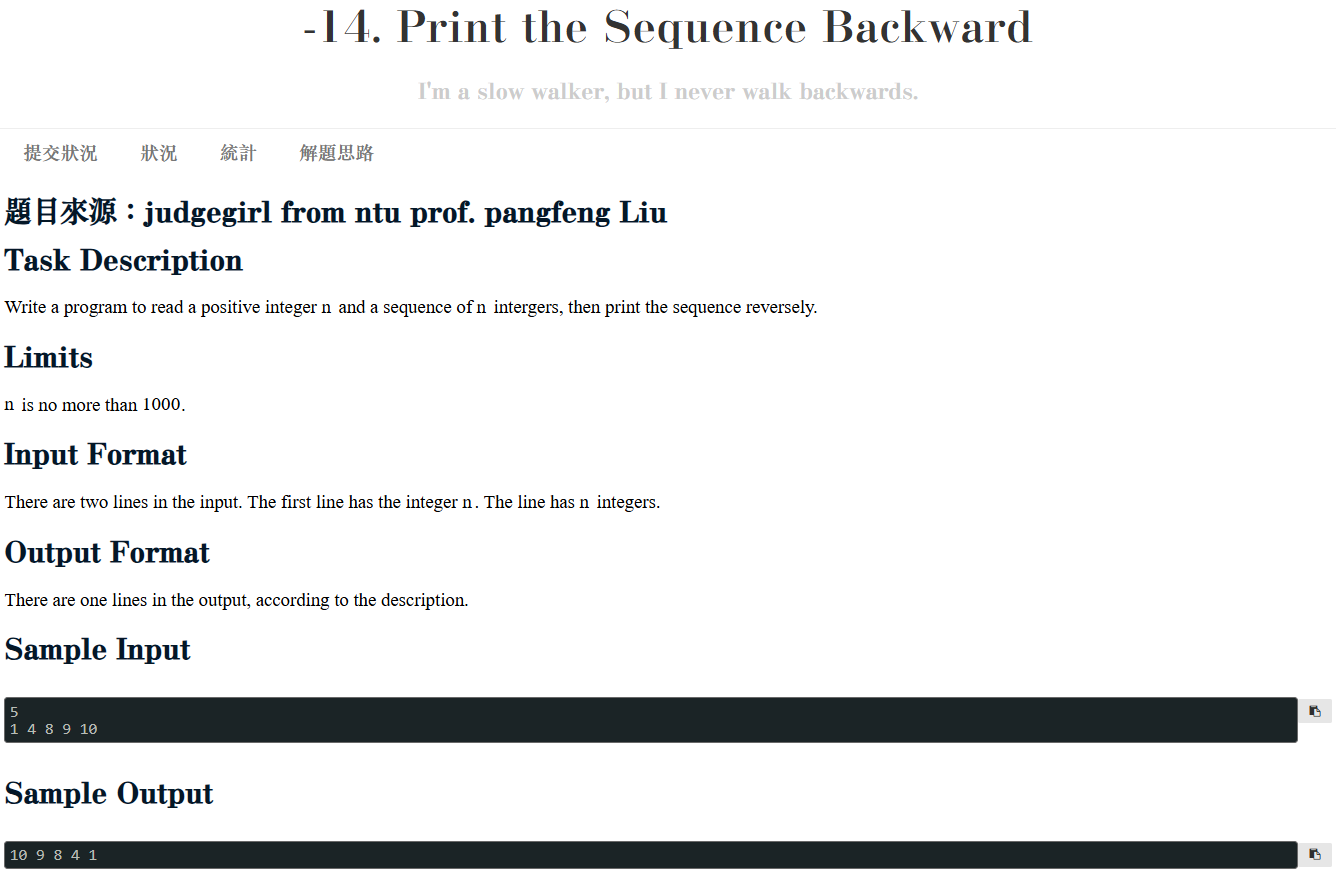 -14. Print the Sequence Backward
I'm a slow walker, but I never walk backwards.
提交狀況 狀況 統計 解題思路
題目來源：judgegirl from ntu prof. pangfeng Liu
Task Description
Write a program to read a positive integer n and a sequence of n intergers, then print the sequence reversely.
Limits
n is no more than 1000.
Input Format
There are two lines in the input. The first line has the integer n. The line has n integers.
Output Format
There are one lines in the output, according to the description.
Sample Input
5
1 4 8 9 10
Sample Output
10 9 8 4 1